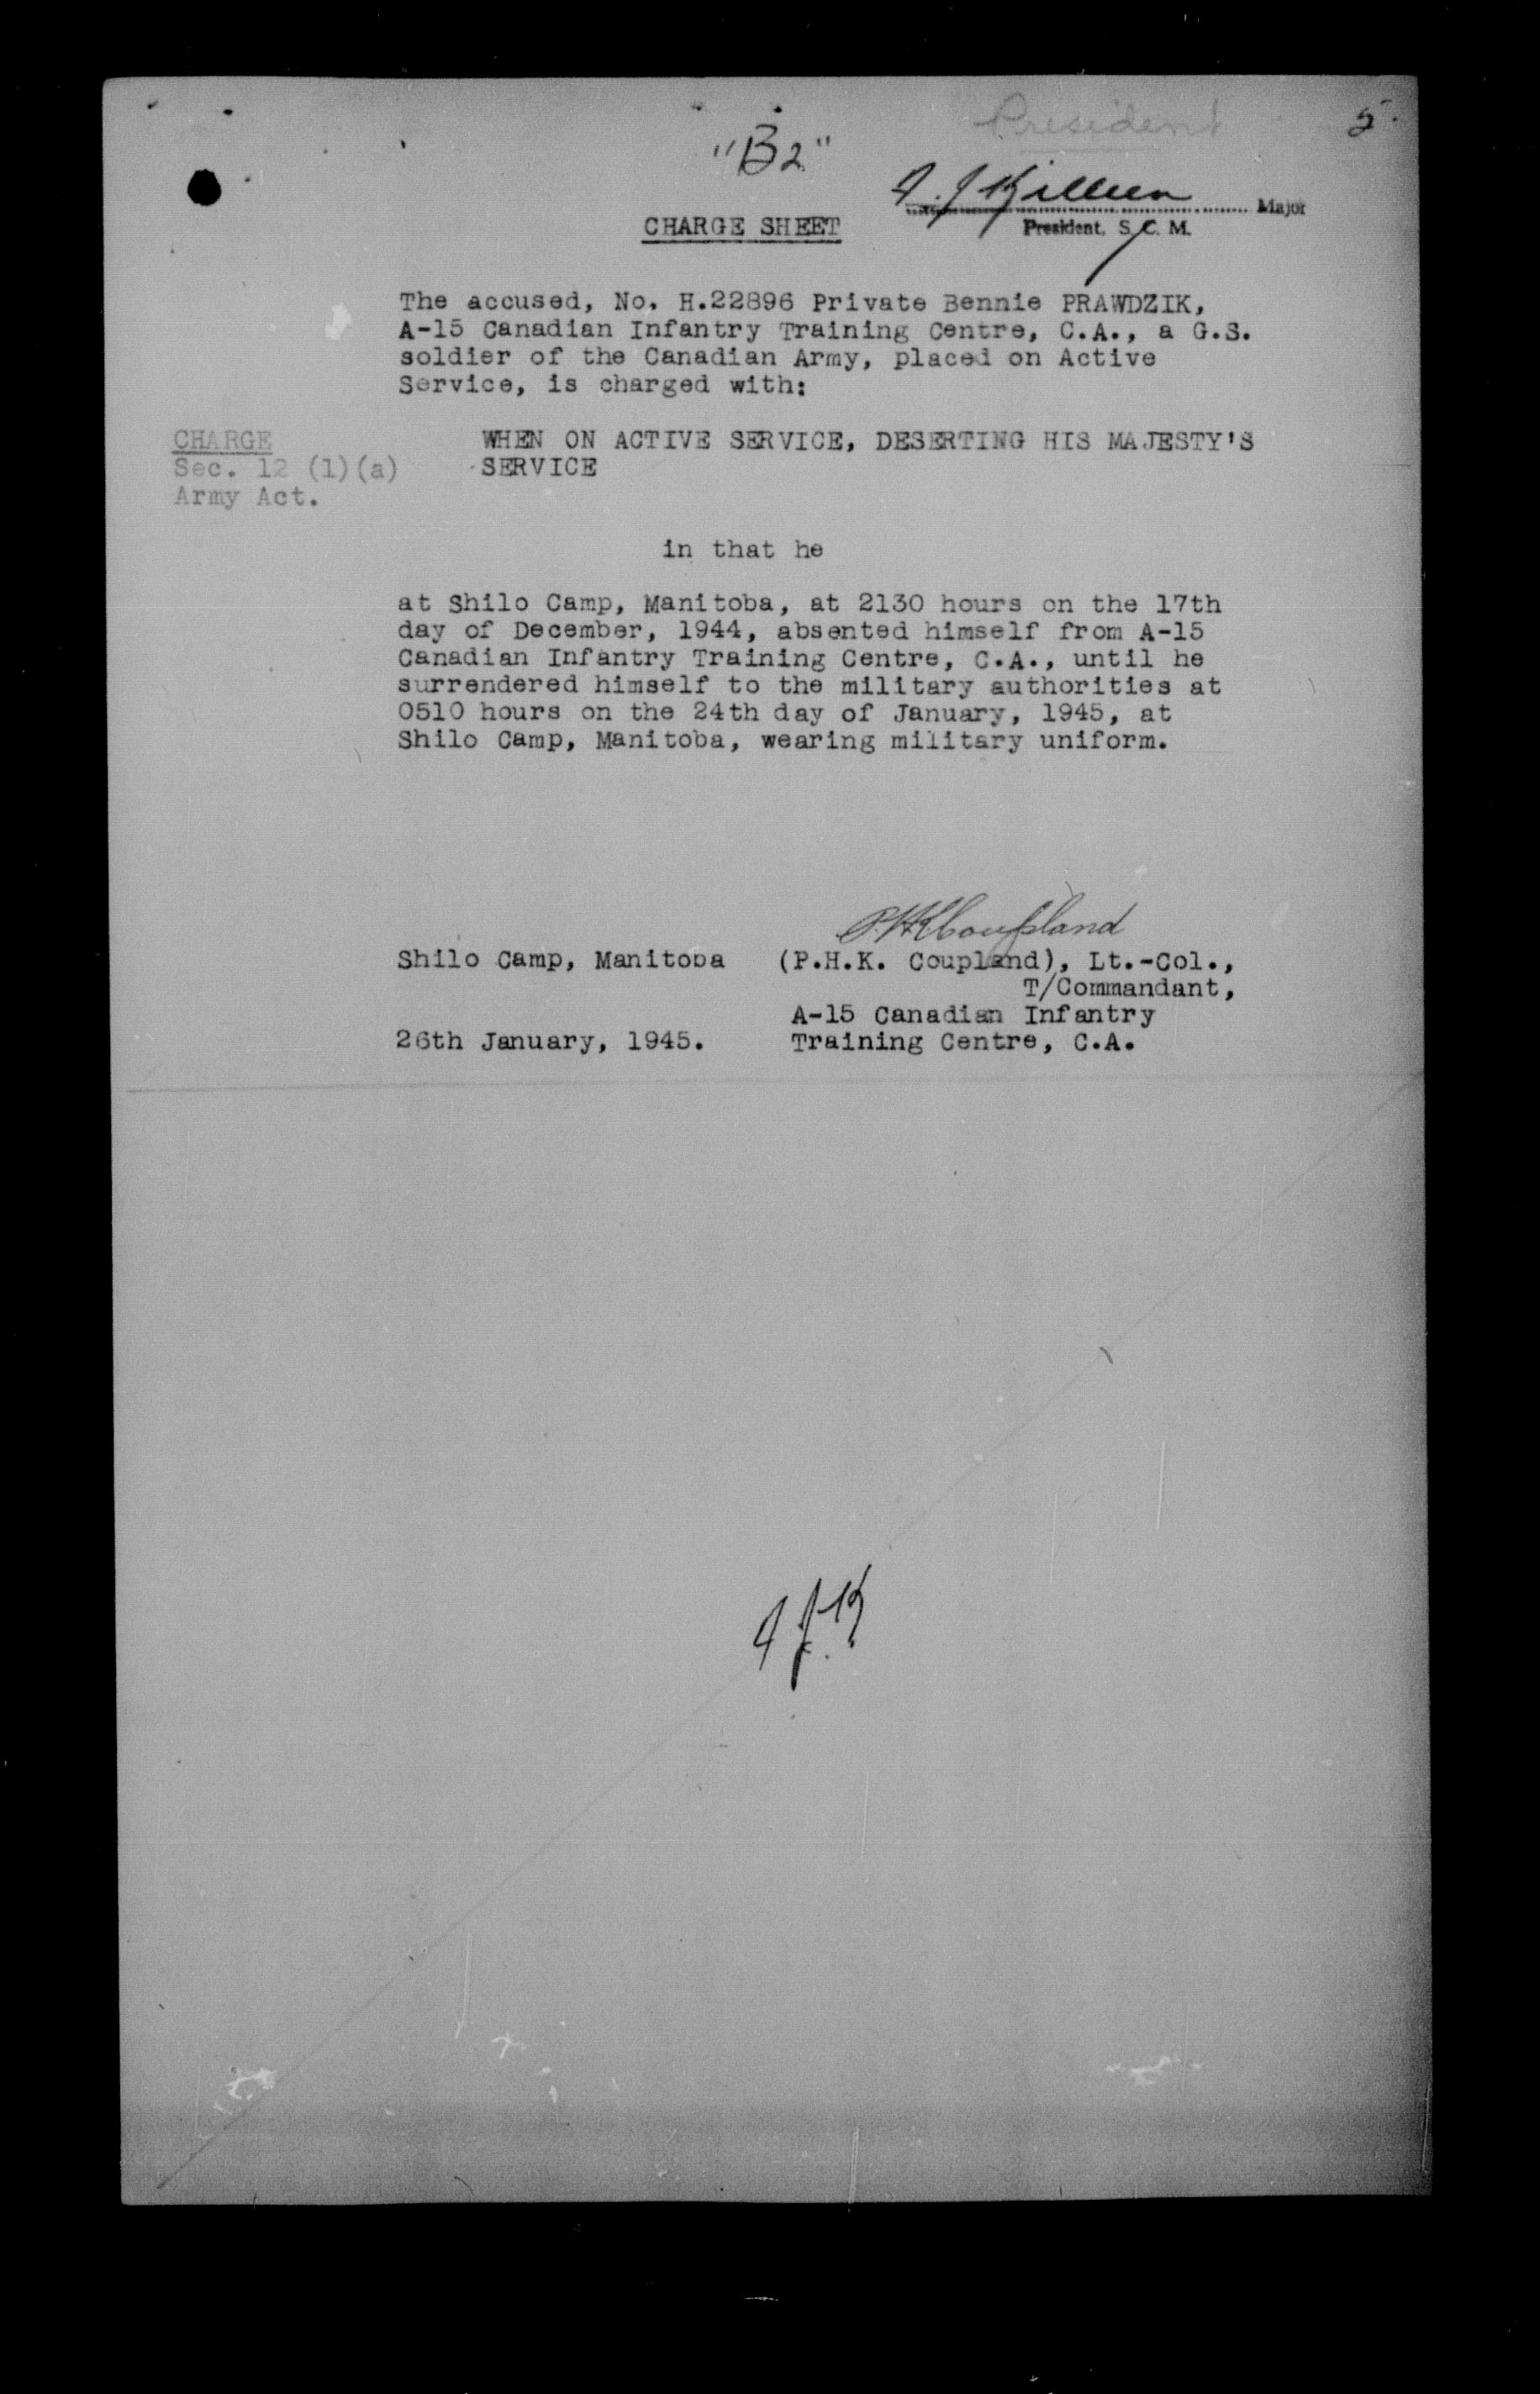 President
5
"B2"
A. J. Killeen
Major
President, S. C. M.
CHARGE SHEET
The accused, No. H.22896 Private Bennie PRAWDZIK,
A-15 Canadian Infantry Training Centre, C.A., a G.S.
soldier of the Canadian Army, placed on Active
Service, is charged with:
CHARGE
Sec. 12 (1)(a)
Army Act.
WHEN ON ACTIVE SERVICE, DESERTING HIS MAJESTY'S
SERVICE
in that he
at Shilo Camp, Manitoba, at 2130 hours on the 17th
day of December, 1944, absented himself from A-15
Canadian Infantry Training Centre, C.A., until he
surrendered himself to the military authorities at
0510 hours on the 24th day of January, 1945, at
Shilo Camp, Manitoba, wearing military uniform.
P.H.K. Coupland
Shilo Camp, Manitoba (P.H.K. Coupland), Lt.-Col.,
T/Commandant,
A-15 Canadian Infantry
26th January, 1945. Training Centre, C.A.
A J. K.